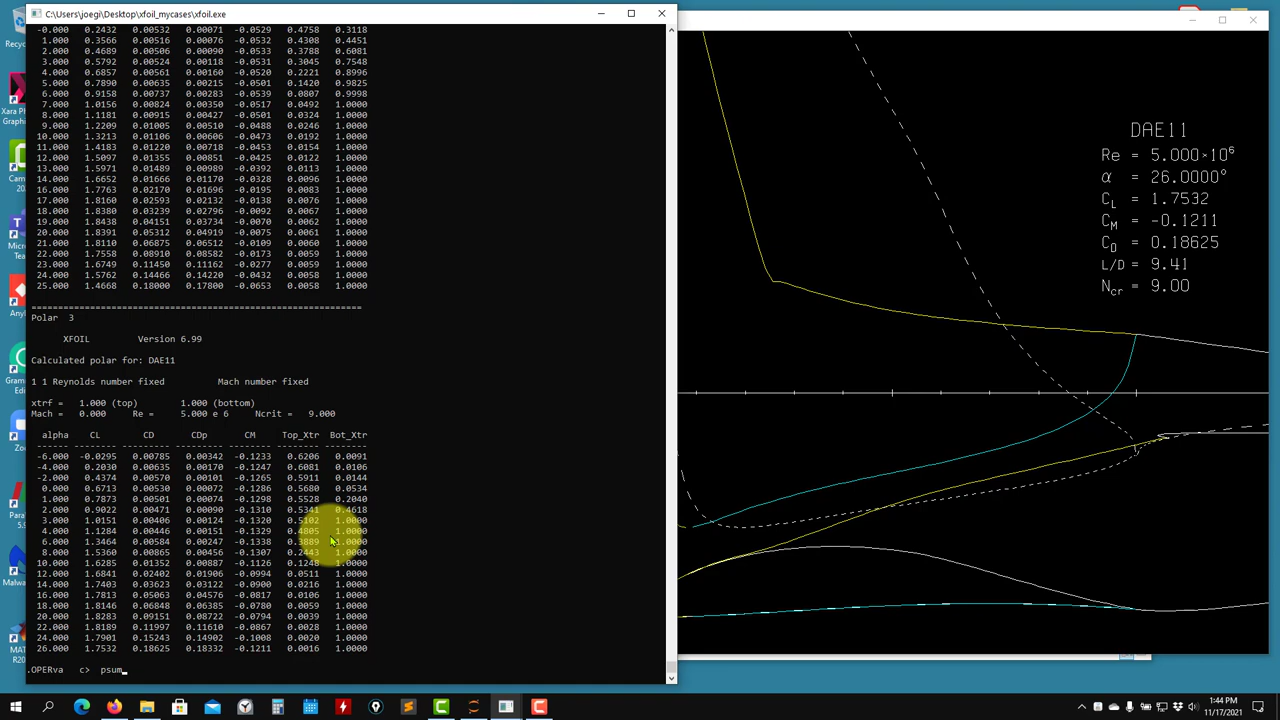 C:\Users\joegi\Desktop\xfoil_mycases\xfoil.exe
-0.000 0.2432 0.00532 0.00071 -0.0529 0.4758 0.3118
1.000 0.3566 0.00516 0.00076 -0.0532 0.4308 0.4451
2.000 0.4689 0.00506 0.00090 -0.0533 0.3788 0.6081
3.000 0.5792 0.00524 0.00118 -0.0531 0.3045 0.7548
4.000 0.6857 0.00561 0.00160 -0.0520 0.2221 0.8996
5.000 0.7890 0.00635 0.00215 -0.0501 0.1420 0.9825
6.000 0.9158 0.00737 0.00283 -0.0539 0.0807 0.9998
7.000 1.0156 0.00824 0.00350 -0.0517 0.0492 1.0000
8.000 1.1181 0.00915 0.00427 -0.0501 0.0324 1.0000
9.000 1.2209 0.01005 0.00510 -0.0488 0.0246 1.0000
10.000 1.3213 0.01106 0.00606 -0.0473 0.0192 1.0000
11.000 1.4183 0.01220 0.00718 -0.0453 0.0154 1.0000
12.000 1.5097 0.01355 0.00851 -0.0425 0.0122 1.0000
13.000 1.5971 0.01489 0.00989 -0.0392 0.0113 1.0000
14.000 1.6652 0.01666 0.01170 -0.0328 0.0096 1.0000
16.000 1.7763 0.02170 0.01696 -0.0195 0.0083 1.0000
17.000 1.8160 0.02593 0.02132 -0.0138 0.0076 1.0000
18.000 1.8380 0.03239 0.02796 -0.0092 0.0067 1.0000
19.000 1.8438 0.04151 0.03734 -0.0070 0.0062 1.0000
20.000 1.8391 0.05312 0.04919 -0.0075 0.0061 1.0000
21.000 1.8110 0.06875 0.06512 -0.0109 0.0060 1.0000
22.000 1.7558 0.08910 0.08582 -0.0173 0.0059 1.0000
23.000 1.6749 0.11450 0.11162 -0.0277 0.0059 1.0000
24.000 1.5762 0.14466 0.14220 -0.0432 0.0058 1.0000
25.000 1.4668 0.18000 0.17800 -0.0653 0.0058 1.0000
==============================================================
Polar 3
XFOIL Version 6.99
Calculated polar for: DAE11
1 1 Reynolds number fixed Mach number fixed
xtrf = 1.000 (top) 1.000 (bottom)
Mach = 0.000 Re = 5.000 e 6 Ncrit = 9.000
alpha CL CD CDp CM Top_Xtr Bot_Xtr
------- -------- --------- --------- -------- ------- -------
-6.000 -0.0295 0.00785 0.00342 -0.1233 0.6206 0.0091
-4.000 0.2030 0.00635 0.00170 -0.1247 0.6081 0.0106
-2.000 0.4374 0.00570 0.00101 -0.1265 0.5911 0.0144
0.000 0.6713 0.00530 0.00072 -0.1286 0.5680 0.0534
1.000 0.7873 0.00501 0.00074 -0.1298 0.5528 0.2040
2.000 0.9022 0.00471 0.00090 -0.1310 0.5341 0.4618
3.000 1.0151 0.00406 0.00124 -0.1320 0.5102 1.0000
4.000 1.1284 0.00446 0.00151 -0.1329 0.4805 1.0000
6.000 1.3464 0.00584 0.00247 -0.1338 0.3889 1.0000
8.000 1.5360 0.00865 0.00456 -0.1307 0.2443 1.0000
10.000 1.6285 0.01352 0.00887 -0.1126 0.1248 1.0000
12.000 1.6841 0.02402 0.01906 -0.0994 0.0511 1.0000
14.000 1.7403 0.03623 0.03122 -0.0900 0.0216 1.0000
16.000 1.7813 0.05063 0.04576 -0.0817 0.0106 1.0000
18.000 1.8146 0.06848 0.06385 -0.0780 0.0059 1.0000
20.000 1.8283 0.09151 0.08722 -0.0794 0.0039 1.0000
22.000 1.8189 0.11997 0.11610 -0.0867 0.0028 1.0000
24.000 1.7901 0.15243 0.14902 -0.1008 0.0020 1.0000
26.000 1.7532 0.18625 0.18332 -0.1211 0.0016 1.0000
.OPERva c> psum
DAE11
Re = 5.000×10⁶
α = 26.0000°
CL = 1.7532
CM = -0.1211
CD = 0.18625
L/D = 9.41
Ncr = 9.00
1:44 PM
11/17/2021